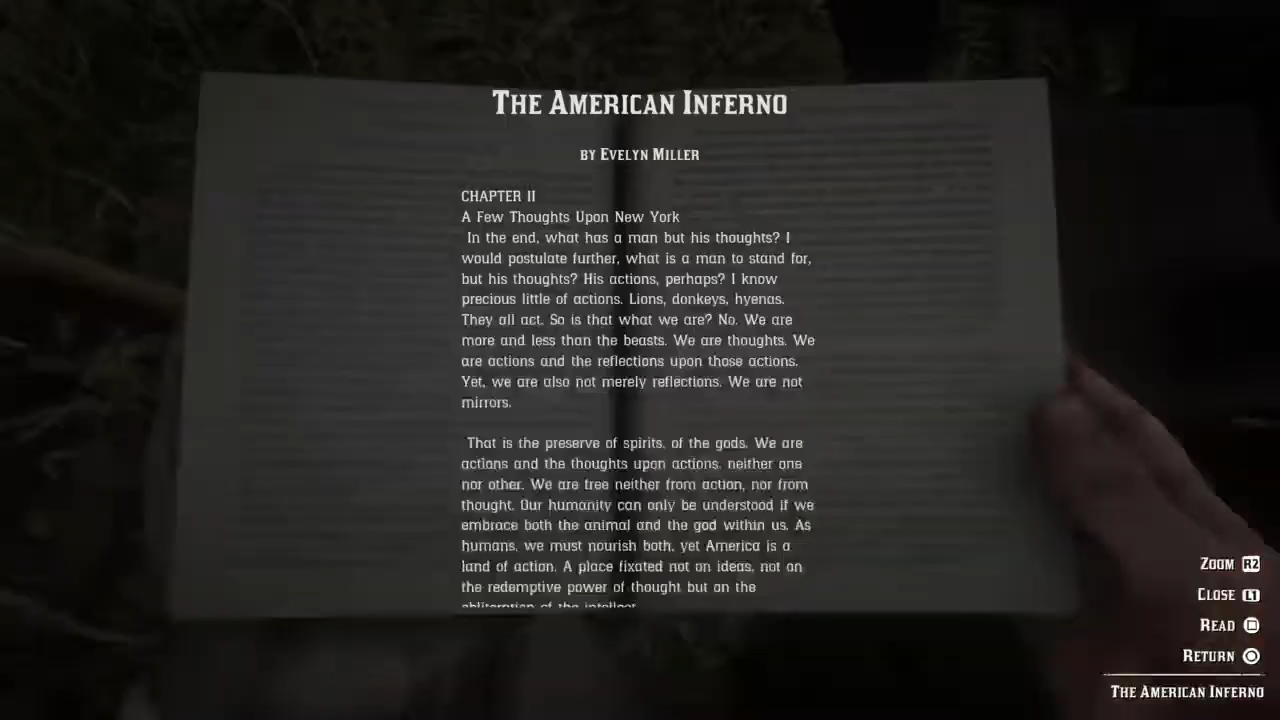 THE AMERICAN INFERNO
BY EVELYN MILLER
CHAPTER II
A Few Thoughts Upon New York
In the end, what has a man but his thoughts? I
would postulate further, what is a man to stand for,
but his thoughts? His actions, perhaps? I know
precious little of actions. Lions, donkeys, hyenas.
They all act. So is that what we are? No. We are
more and less than the beasts. We are thoughts. We
are actions and the reflections upon those actions.
Yet, we are also not merely reflections. We are not
mirrors.
That is the preserve of spirits, of the gods. We are
actions and the thoughts upon actions, neither one
nor other. We are free neither from action, nor from
thought. Our humanity can only be understood if we
embrace both the animal and the god within us. As
humans, we must nourish both, yet America is a
land of action. A place fixated not on ideas, not on
the redemptive power of thought but on the
obliteration of the intellect
ZOOM R2
CLOSE L1
READ
RETURN
THE AMERICAN INFERNO